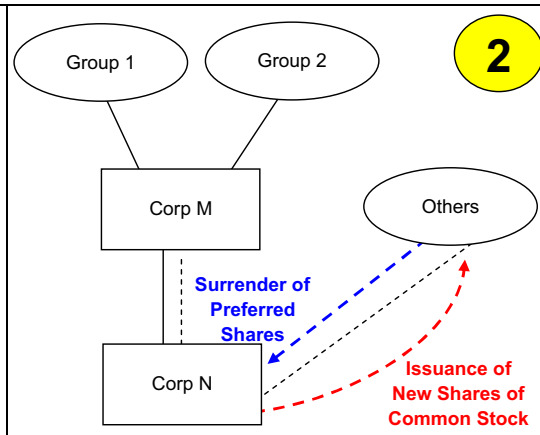 Group 1
Group 2
2
Corp M
Others
Surrender of
Preferred
Shares
Corp N
Issuance of
New Shares of
Common Stock